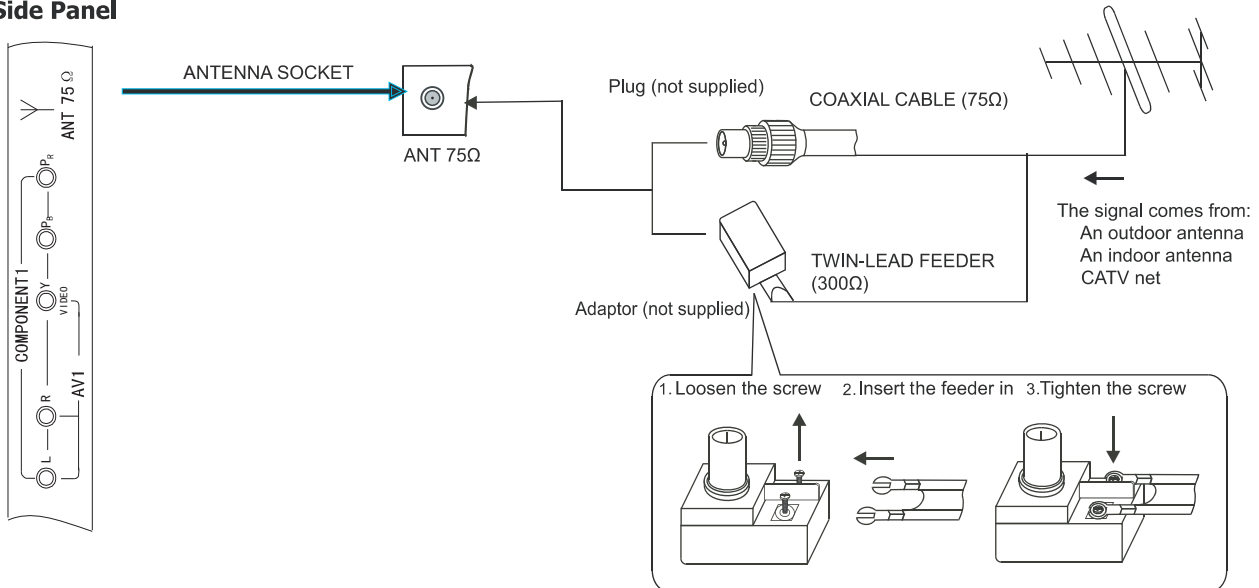 Side Panel
ANT 75 Ω
PR
PB
Y
VIDEO
COMPONENT1
R
AV1
L
ANTENNA SOCKET
ANT 75Ω
Plug (not supplied)
COAXIAL CABLE (75Ω)
The signal comes from:
An outdoor antenna
An indoor antenna
CATV net
TWIN-LEAD FEEDER
(300Ω)
Adaptor (not supplied)
1. Loosen the screw
2. Insert the feeder in
3.Tighten the screw